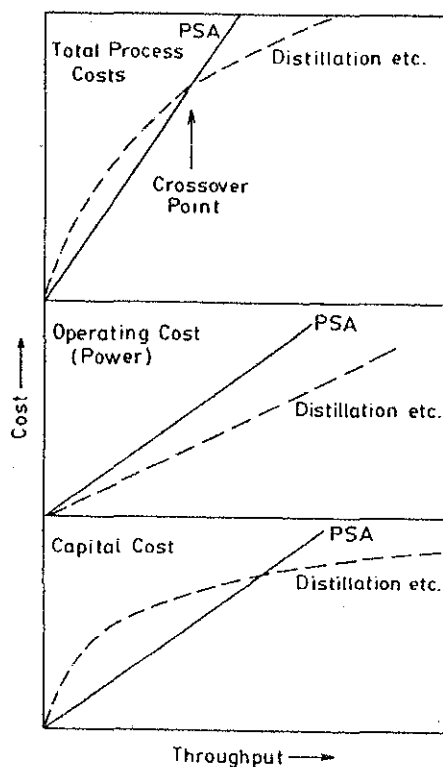 PSA
Total Process
Costs
Distillation etc.
Crossover
Point
Operating Cost
(Power)
PSA
Distillation etc.
Cost
Capital Cost
PSA
Distillation etc.
Throughput